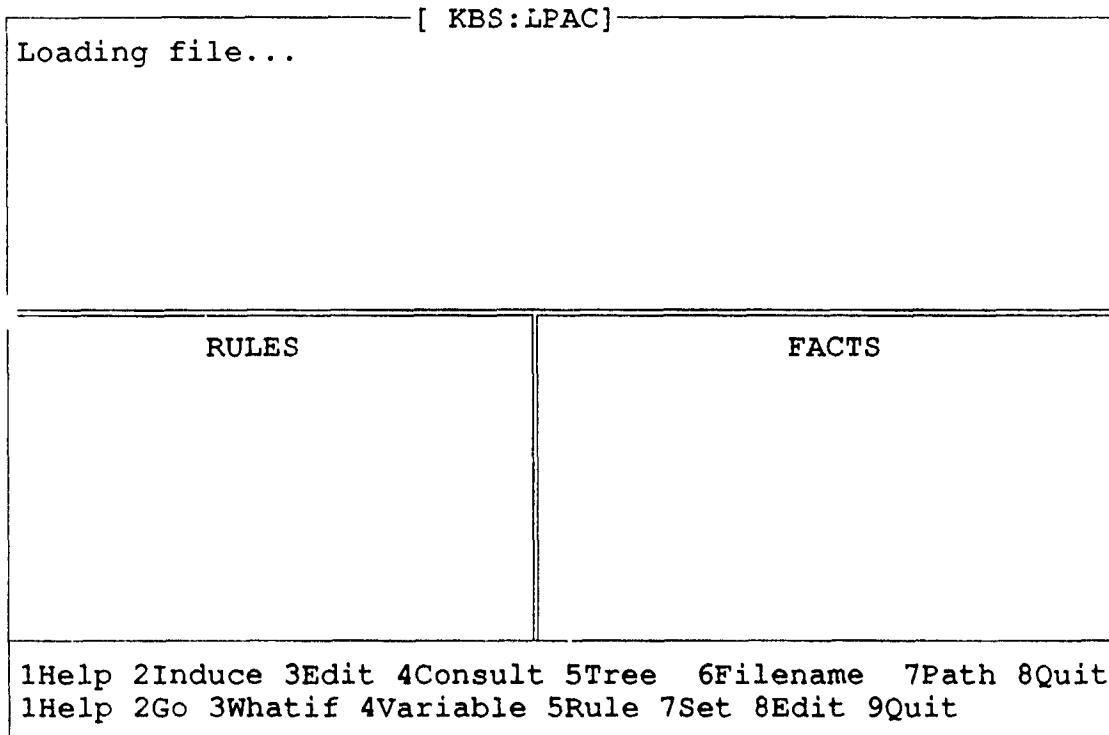 [ KBS:LPAC]
Loading file...
RULES FACTS
1Help 2Induce 3Edit 4Consult 5Tree 6Filename 7Path 8Quit
1Help 2Go 3Whatif 4Variable 5Rule 7Set 8Edit 9Quit